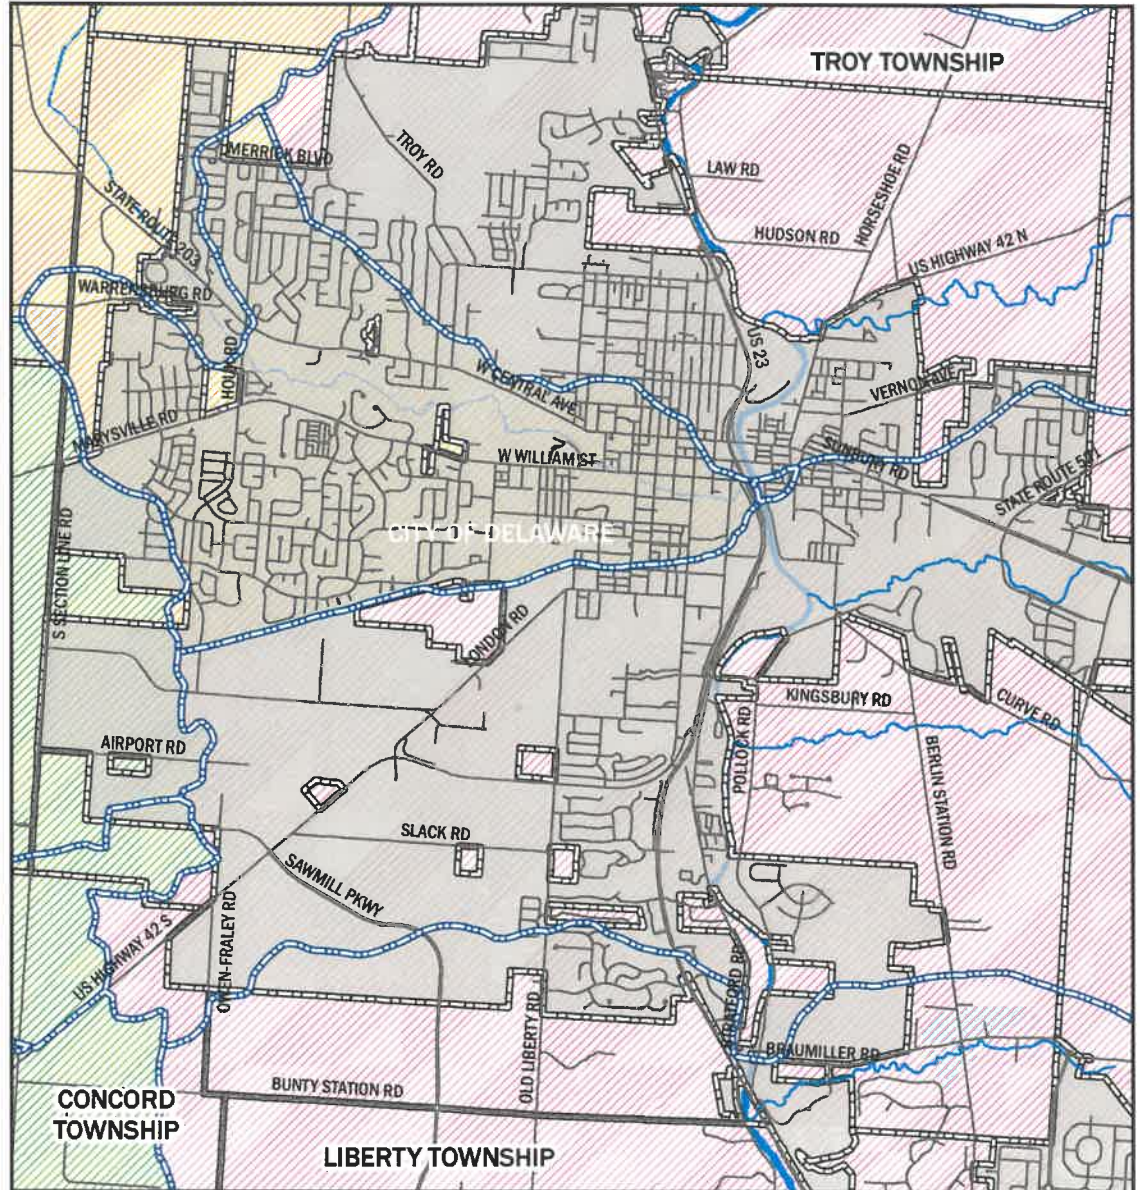 TROY TOWNSHIP
TROY RD
MERRICK BLVD
LAW RD
HORSESHOE RD
STATE ROUTE 203
HUDSON RD
US HIGHWAY 42 N
WARRENSBURG RD
US 23
HOUK RD
W CENTRAL AVE
VERNON AVE
MARYSVILLE RD
W WILLIAM ST
SUNBURY RD
STATE ROUTE 521
CITY OF DELAWARE
S SECTION LINE RD
LONDON RD
KINGSBURY RD
CURVE RD
POLLOCK RD
AIRPORT RD
BERLIN STATION RD
SLACK RD
SAWMILL PKWY
US HIGHWAY 42 S
OWEN-FRALEY RD
STRATFORD RD
OLD LIBERTY RD
BRAUMILLER RD
BUNTY STATION RD
CONCORD
TOWNSHIP
LIBERTY TOWNSHIP